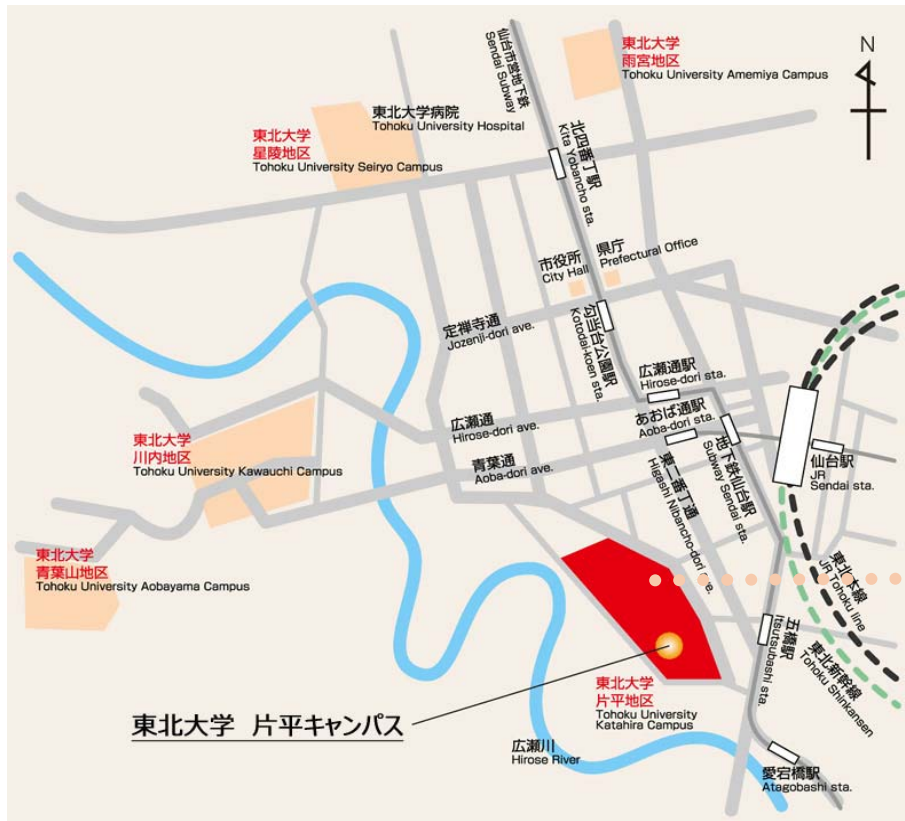 東北大学
雨宮地区
Tohoku University Amemiya Campus
N
仙台市営地下鉄
Sendai Subway
東北大学病院
Tohoku University Hospital
東北大学
星陵地区
Tohoku University Seiryo Campus
北四番丁駅
Kita Yobancho sta.
市役所
City Hall
県庁
Prefectural Office
定禅寺通
Jozenji-dori ave.
勾当台公園駅
Kotodai-koen sta.
広瀬通駅
Hirose-dori sta.
広瀬通
Hirose-dori ave.
あおば通駅
Aoba-dori sta.
東北大学
川内地区
Tohoku University Kawauchi Campus
青葉通
Aoba-dori ave.
東二番丁通
Higashi Nibancho-dori ave.
地下鉄仙台駅
Subway Sendai sta.
仙台駅
JR
Sendai sta.
東北大学
青葉山地区
Tohoku University Aobayama Campus
東北本線
JR Tohoku line
五橋駅
Itsutsubashi sta.
東北新幹線
Tohoku Shinkansen
東北大学
片平地区
Tohoku University
Katahira Campus
東北大学 片平キャンパス
広瀬川
Hirose River
愛宕橋駅
Atagobashi sta.